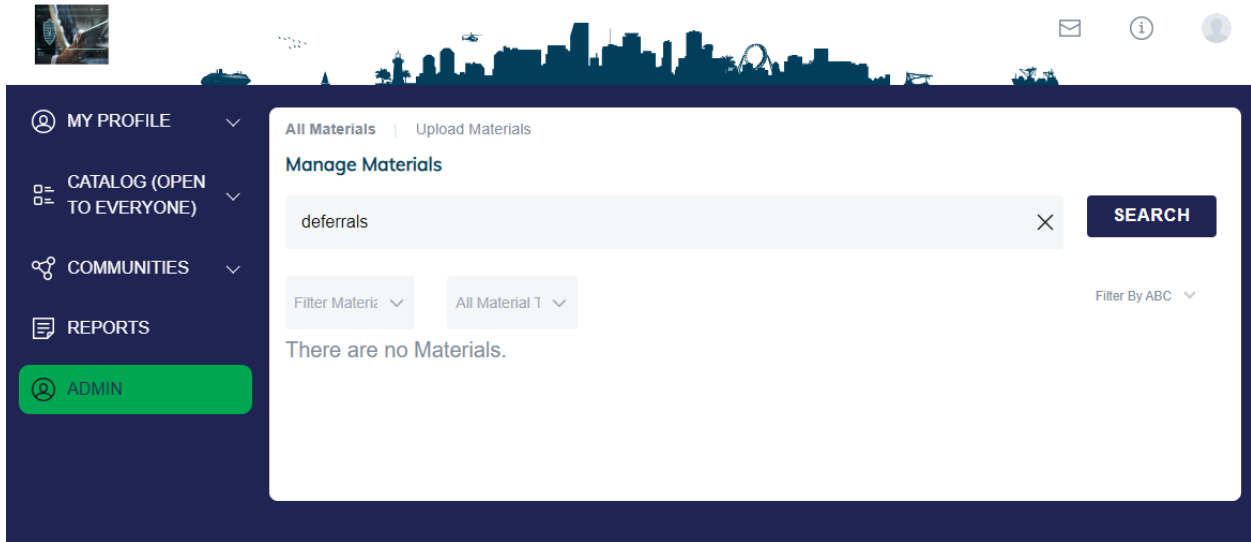 MY PROFILE
CATALOG (OPEN
TO EVERYONE)
COMMUNITIES
REPORTS
ADMIN
All Materials | Upload Materials
Manage Materials
deferrals
SEARCH
Filter Materia All Material T Filter By ABC
There are no Materials.